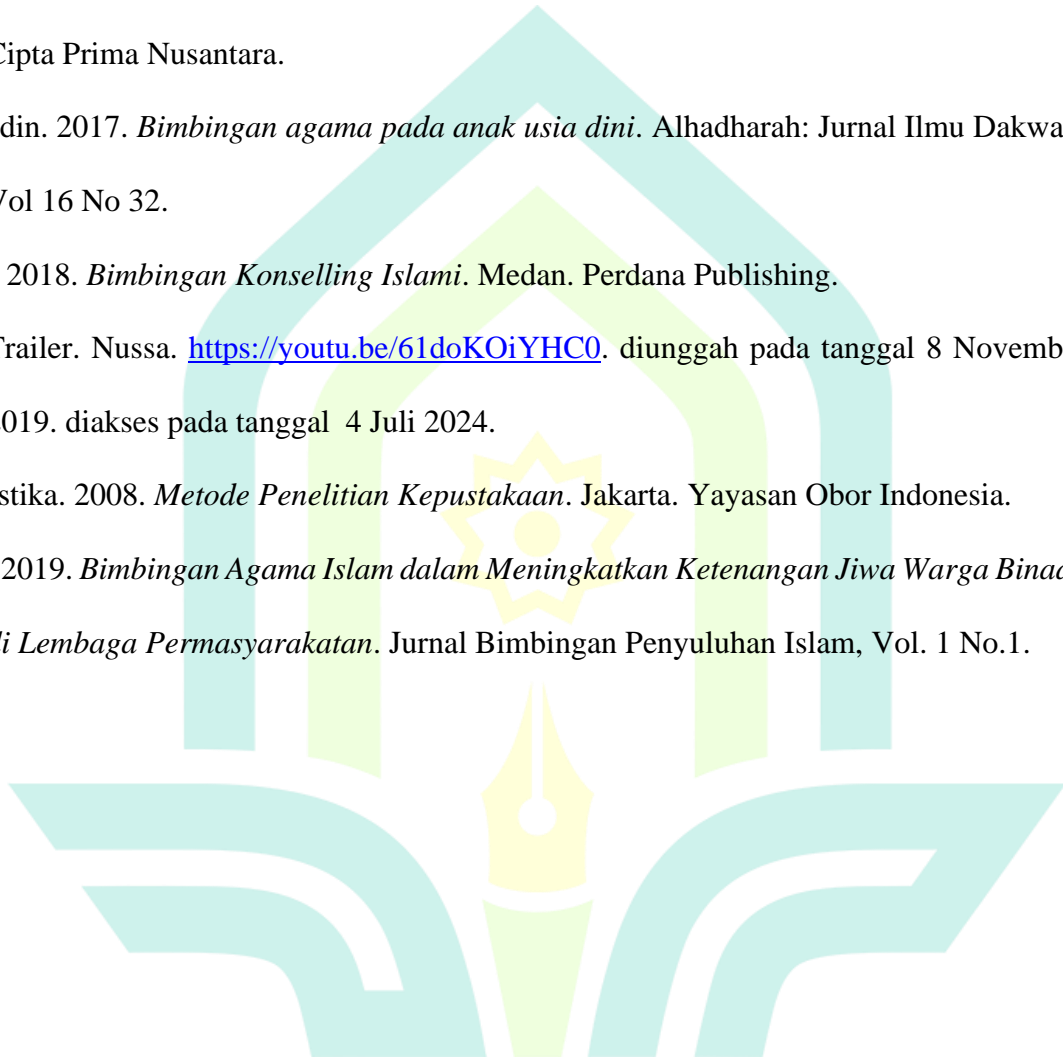 Cipta Prima Nusantara.
din. 2017. Bimbingan agama pada anak usia dini. Alhadharah: Jurnal Ilmu Dakwa
Vol 16 No 32.
2018. Bimbingan Konselling Islami. Medan. Perdana Publishing.
Trailer. Nussa. https://youtu.be/61doKOiYHC0. diunggah pada tanggal 8 Novemb
2019. diakses pada tanggal 4 Juli 2024.
stika. 2008. Metode Penelitian Kepustakaan. Jakarta. Yayasan Obor Indonesia.
2019. Bimbingan Agama Islam dalam Meningkatkan Ketenangan Jiwa Warga Binaa
di Lembaga Permasyarakatan. Jurnal Bimbingan Penyuluhan Islam, Vol. 1 No.1.